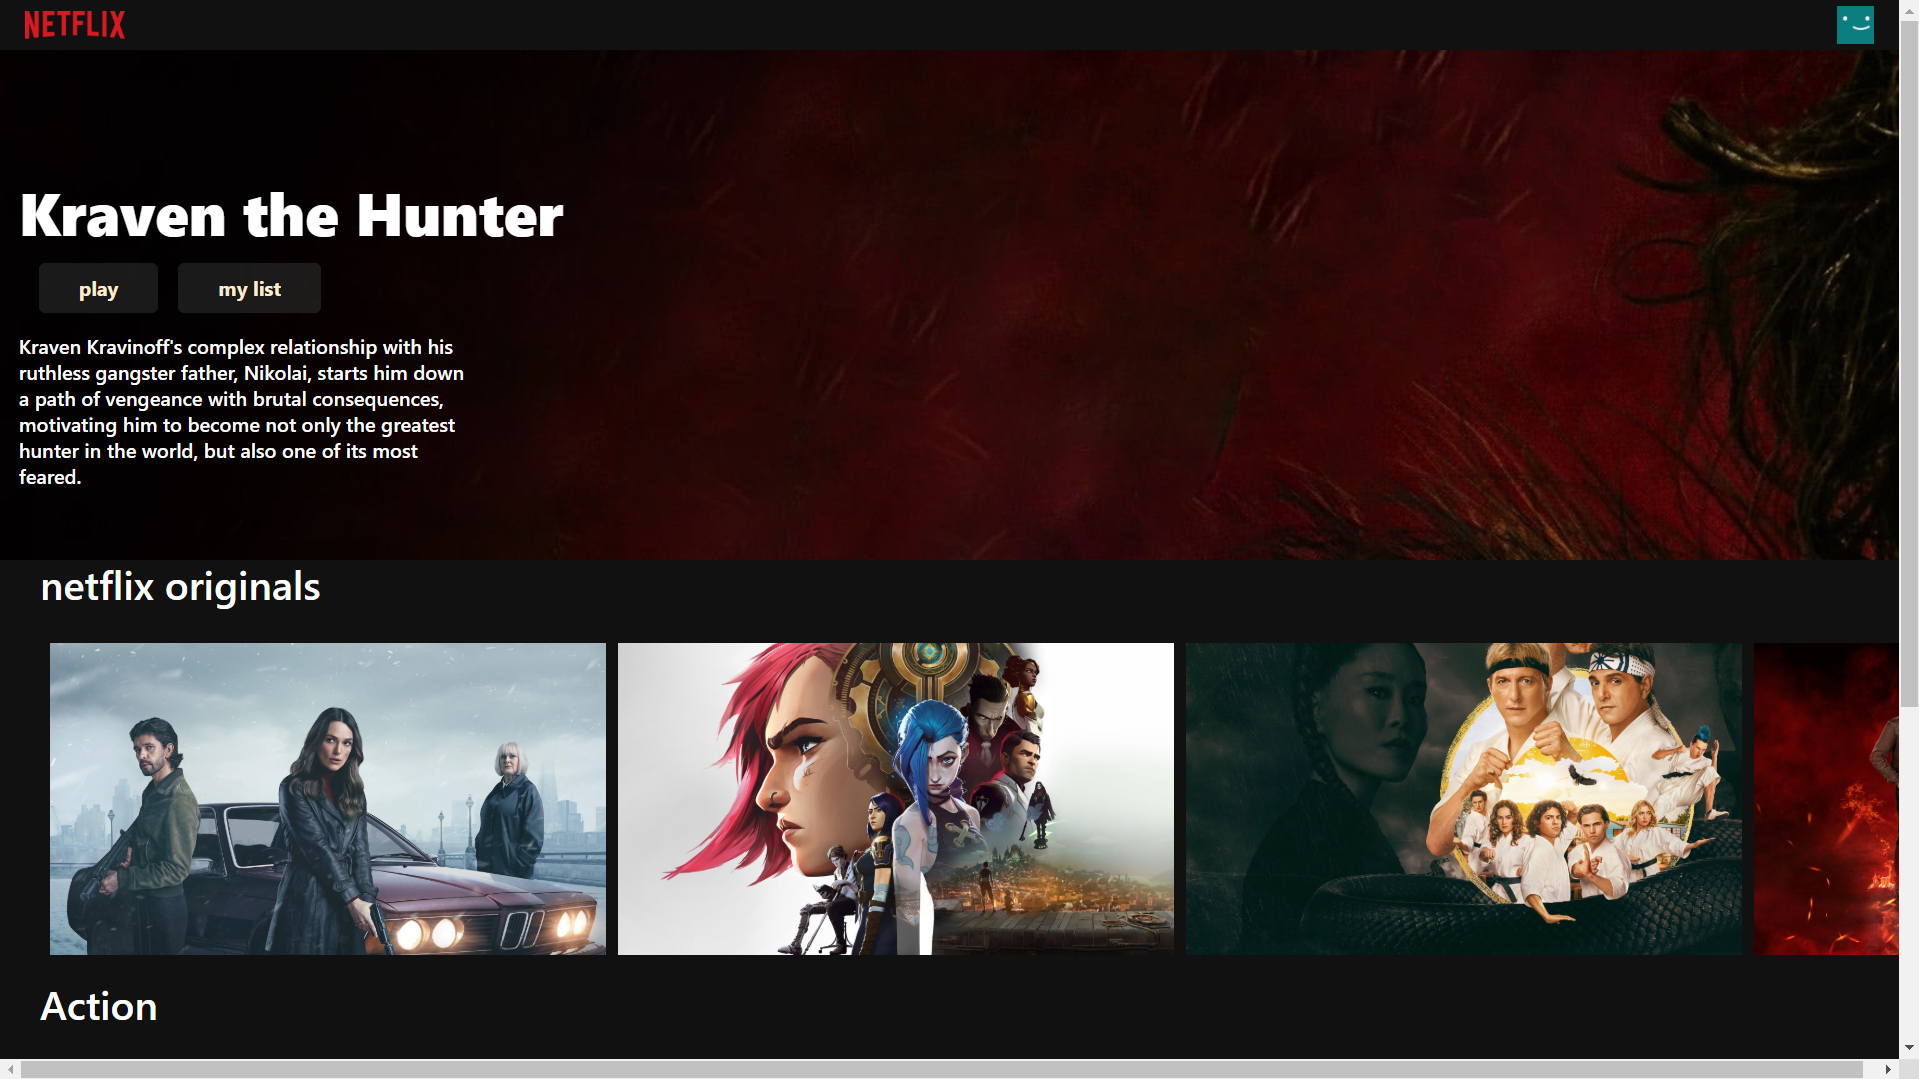 NETFLIX
Kraven the Hunter
play
my list
Kraven Kravinoff's complex relationship with his
ruthless gangster father, Nikolai, starts him down
a path of vengeance with brutal consequences,
motivating him to become not only the greatest
hunter in the world, but also one of its most
feared.
netflix originals
Action